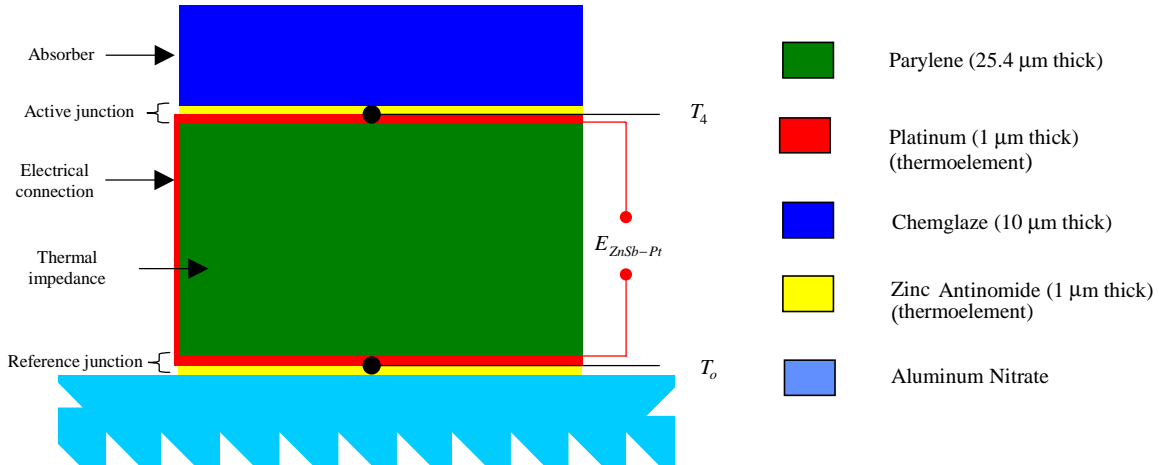 Absorber
Active junction
Electrical
connection
Thermal
impedance
Reference junction
T4
E ZnSb–Pt
To
Parylene (25.4 μm thick)
Platinum (1 μm thick)
(thermoelement)
Chemglaze (10 μm thick)
Zinc Antinomide (1 μm thick)
(thermoelement)
Aluminum Nitrate